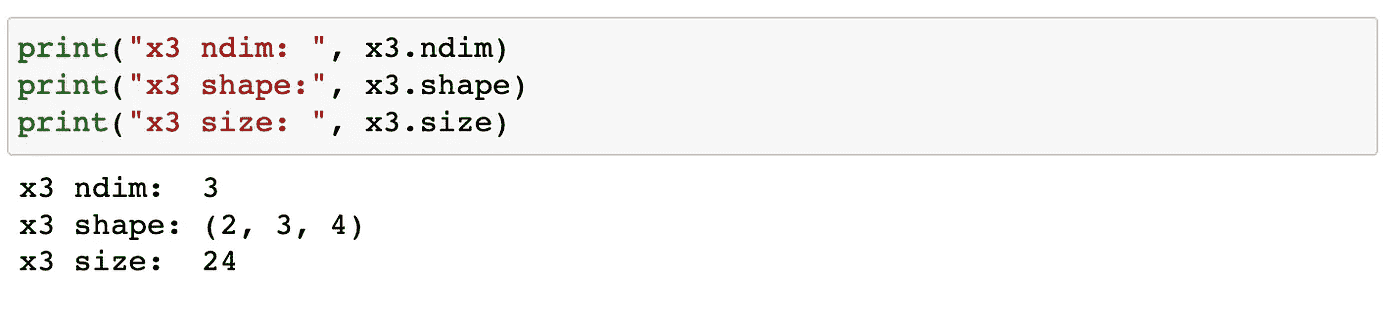 print("x3 ndim: ", x3.ndim)
print("x3 shape:", x3.shape)
print("x3 size: ", x3.size)
x3 ndim:  3
x3 shape: (2, 3, 4)
x3 size:  24